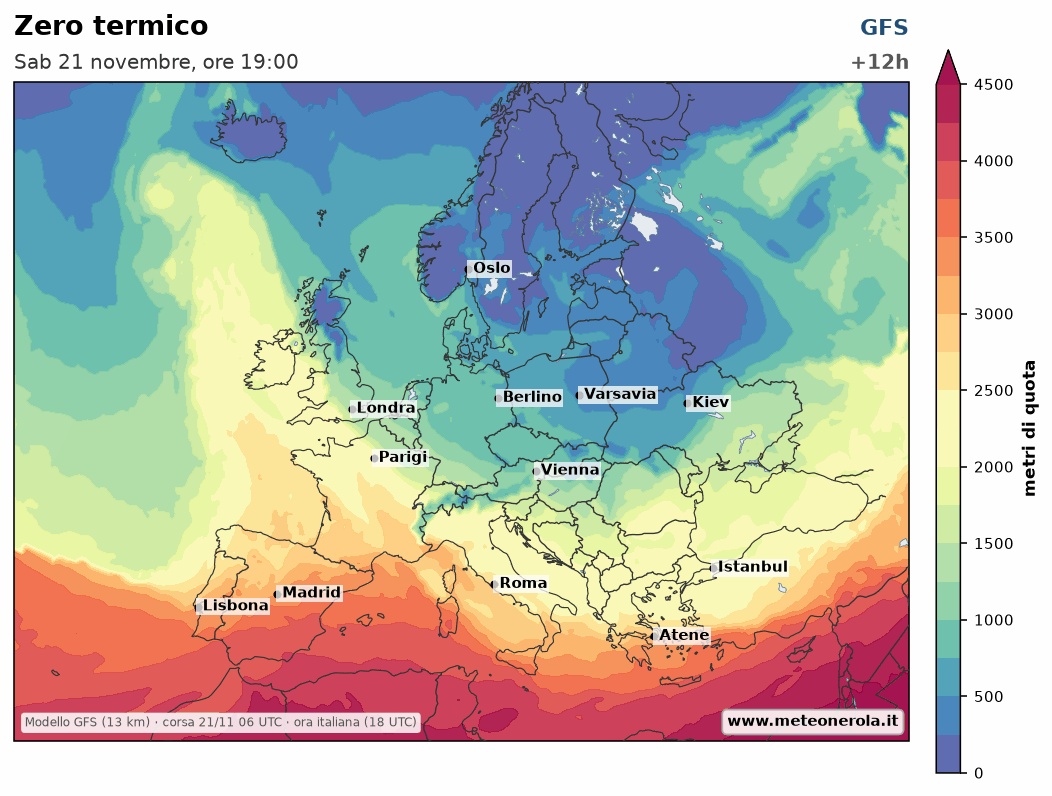 Zero termico
GFS
Sab 21 novembre, ore 19:00
+12h
4500
4000
3500
3000
2500
2000
1500
1000
500
0
metri di quota
Oslo
Londra
Berlino
Varsavia
Kiev
Parigi
Vienna
Istanbul
Roma
Madrid
Lisbona
Atene
Modello GFS (13 km) · corsa 21/11 06 UTC · ora italiana (18 UTC)
www.meteonerola.it